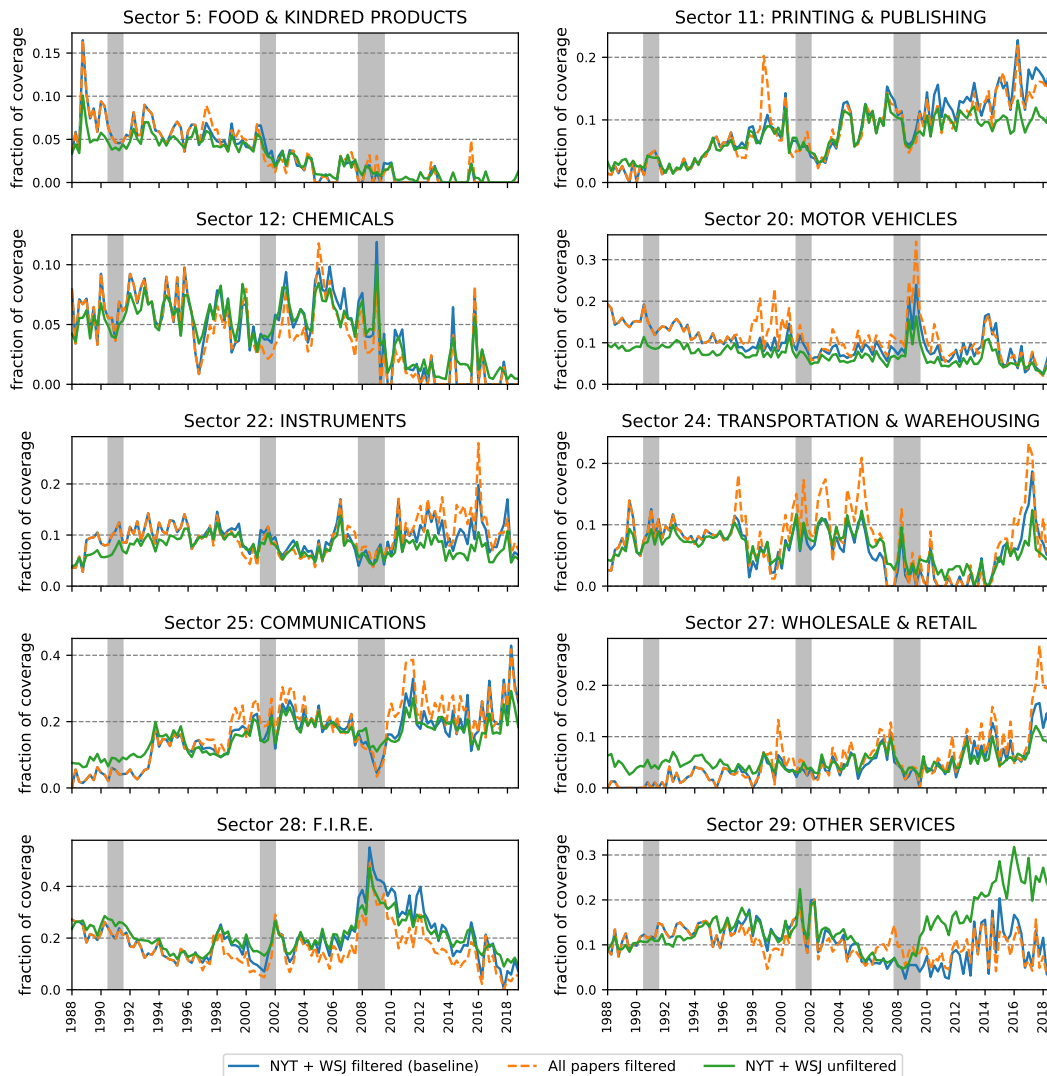 Sector 5: FOOD & KINDRED PRODUCTS
fraction of coverage
0.15
0.10
0.05
0.00
Sector 11: PRINTING & PUBLISHING
fraction of coverage
0.2
0.1
0.0
Sector 12: CHEMICALS
fraction of coverage
0.10
0.05
0.00
Sector 20: MOTOR VEHICLES
fraction of coverage
0.3
0.2
0.1
0.0
Sector 22: INSTRUMENTS
fraction of coverage
0.2
0.1
0.0
Sector 24: TRANSPORTATION & WAREHOUSING
fraction of coverage
0.2
0.1
0.0
Sector 25: COMMUNICATIONS
fraction of coverage
0.4
0.2
0.0
Sector 27: WHOLESALE & RETAIL
fraction of coverage
0.2
0.1
0.0
Sector 28: F.I.R.E.
fraction of coverage
0.4
0.2
0.0
1988 1990 1992 1994 1996 1998 2000 2002 2004 2006 2008 2010 2012 2014 2016 2018
Sector 29: OTHER SERVICES
fraction of coverage
0.3
0.2
0.1
0.0
1988 1990 1992 1994 1996 1998 2000 2002 2004 2006 2008 2010 2012 2014 2016 2018
NYT + WSJ filtered (baseline) All papers filtered NYT + WSJ unfiltered